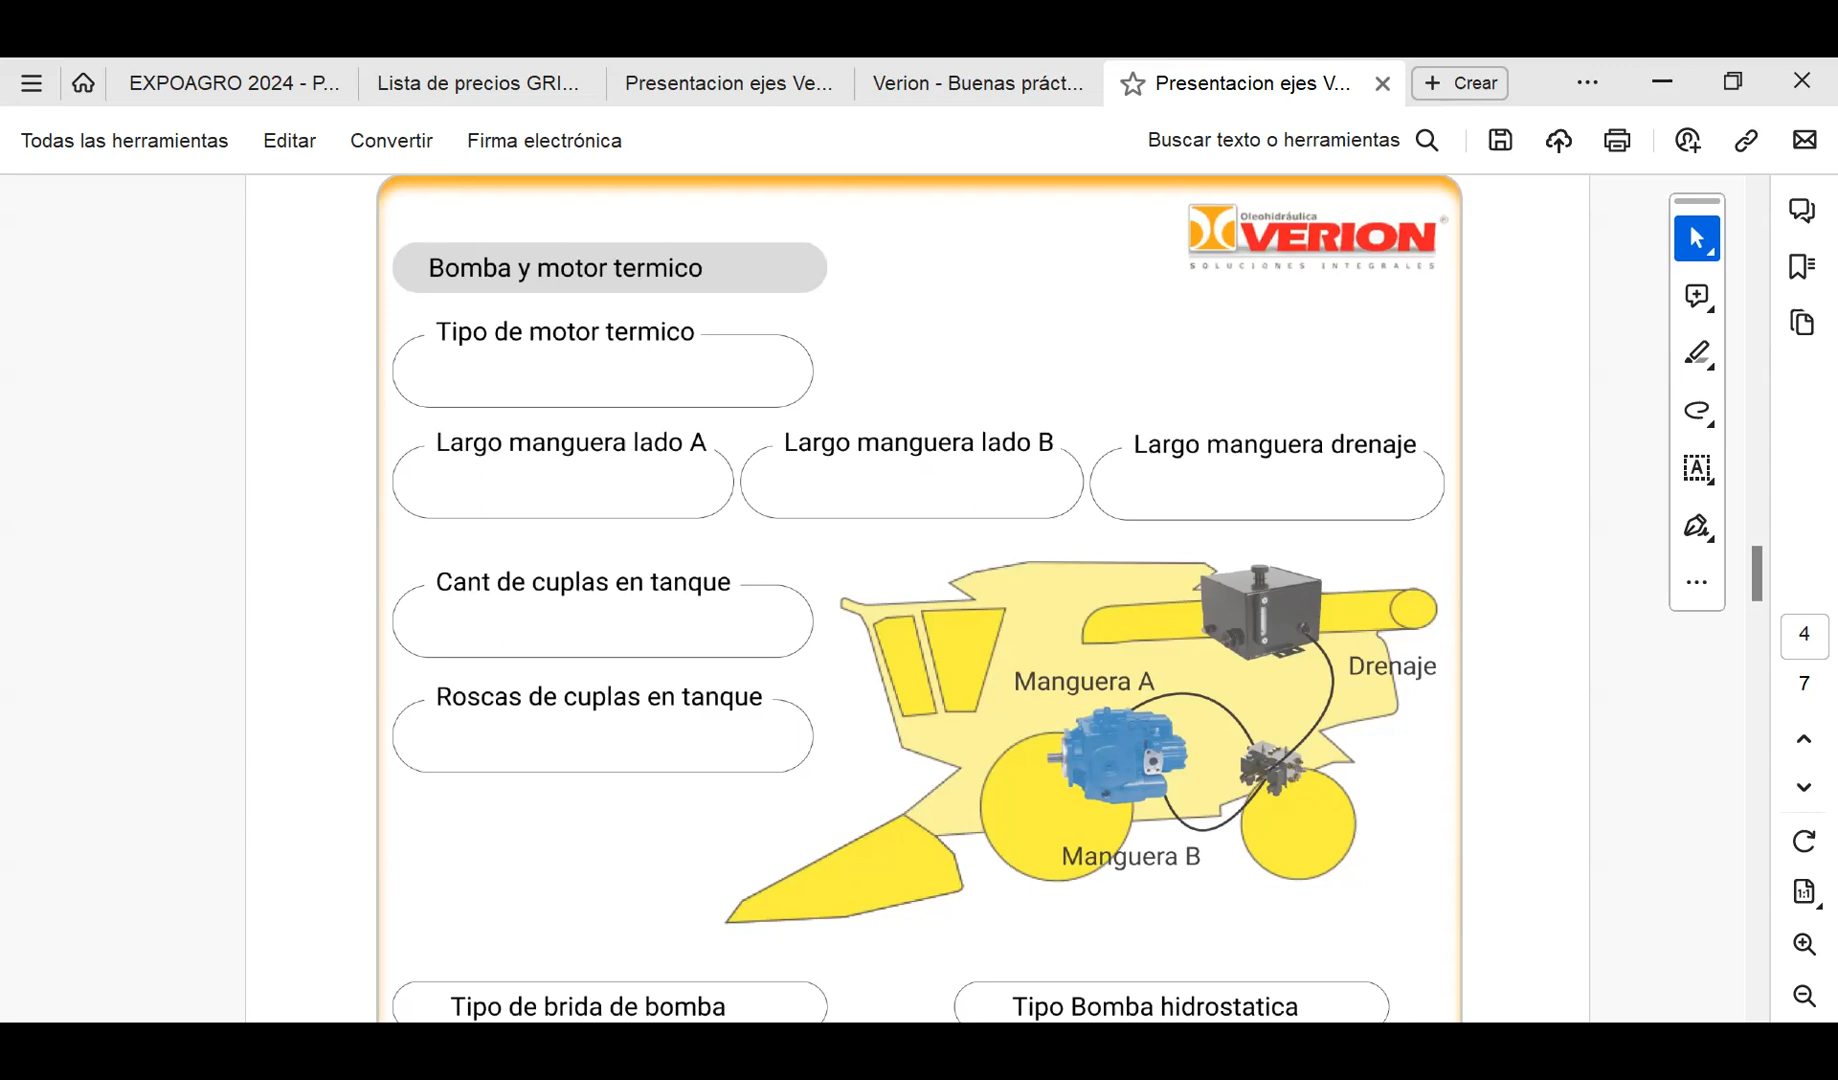 EXPOAGRO 2024 - P...
Lista de precios GRI...
Presentacion ejes Ve...
Verion - Buenas práct...
Presentacion ejes V...
Crear
Todas las herramientas
Editar
Convertir
Firma electrónica
Buscar texto o herramientas
Oleohidráulica
VERION
SOLUCIONES INTEGRALES
Bomba y motor termico
Tipo de motor termico
Largo manguera lado A
Largo manguera lado B
Largo manguera drenaje
Cant de cuplas en tanque
Roscas de cuplas en tanque
Manguera A
Drenaje
Manguera B
Tipo de brida de bomba
Tipo Bomba hidrostatica
4
7
1:1